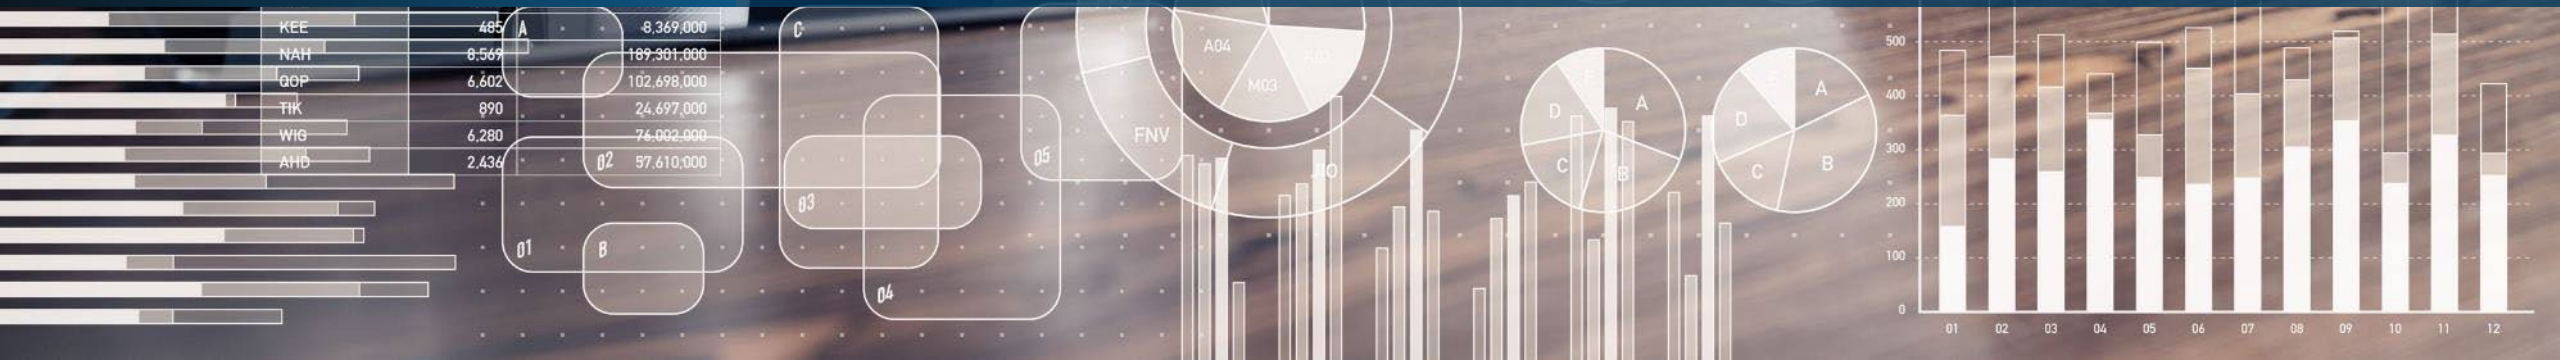 KEE 485 -8,369,000
NAH 8,569 189,301,000
QOP 6,602 102,698,000
TIK 890 24,697,000
WIG 6,280 76,002,000
AHD 2,436 57,610,000
A
C
02
03
05
01
B
04
A04
M03
FNV
JIO
A
B
C
D
E
A
B
C
D
E
500
400
300
200
100
0
01 02 03 04 05 06 07 08 09 10 11 12